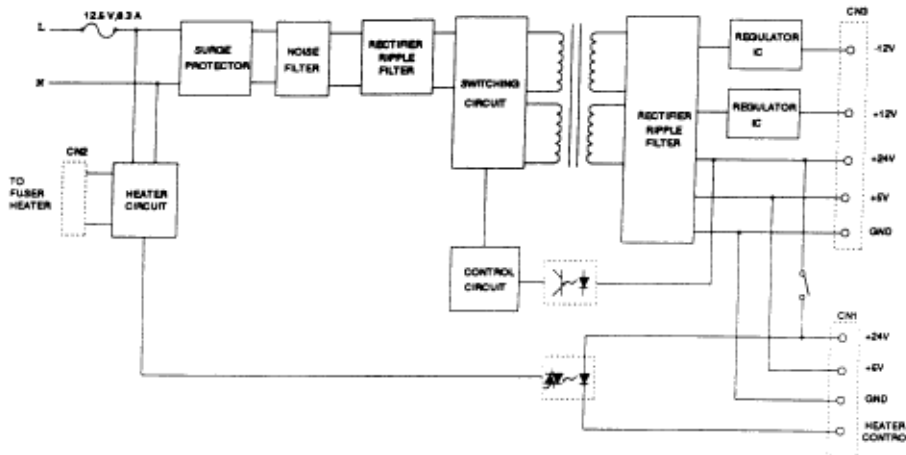 12.5 V,6.3 A
L
N
SURGE
PROTECTOR
NOISE
FILTER
RECTIFIER
RIPPLE
FILTER
SWITCHING
CIRCUIT
RECTIFIER
RIPPLE
FILTER
REGULATOR
IC
REGULATOR
IC
CN3
-12V
+12V
+24V
+5V
GND
CN2
TO
FUSER
HEATER
HEATER
CIRCUIT
CONTROL
CIRCUIT
CN1
+24V
+5V
GND
HEATER
CONTRO